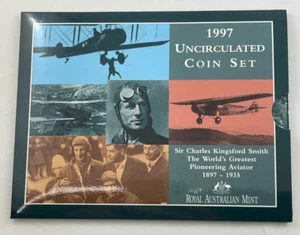 1997
UNCIRCULATED
COIN SET
Sir Charles Kingsford Smith
The World's Greatest
Pioneering Aviator
1897 - 1935
ROYAL AUSTRALIAN MINT